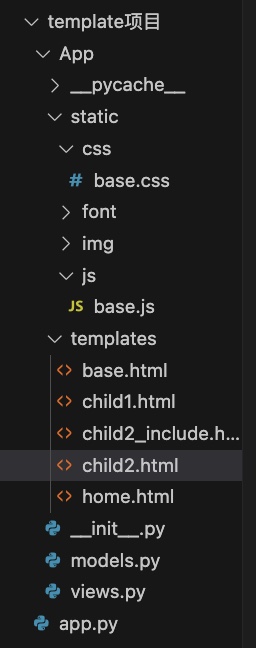 template项目
App
__pycache__
static
css
# base.css
font
img
js
JS base.js
templates
base.html
child1.html
child2_include.h...
child2.html
home.html
__init__.py
models.py
views.py
app.py